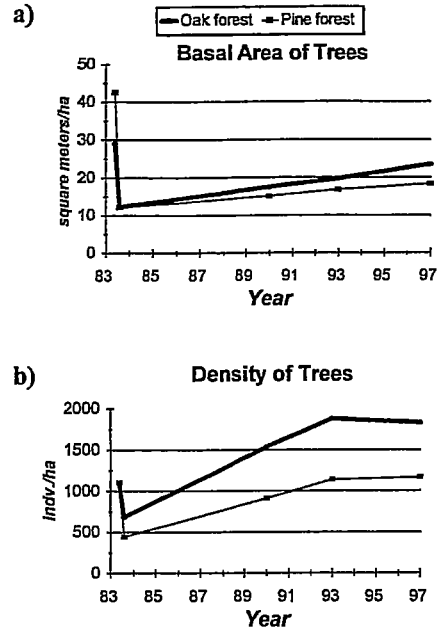 a)
Oak forest Pine forest
Basal Area of Trees
50
40
30
20
10
0
square meters/ha
83 85 87 89 91 93 95 97
Year
b)
Density of Trees
2000
1500
1000
500
0
Indv./ha
83 85 87 89 91 93 95 97
Year